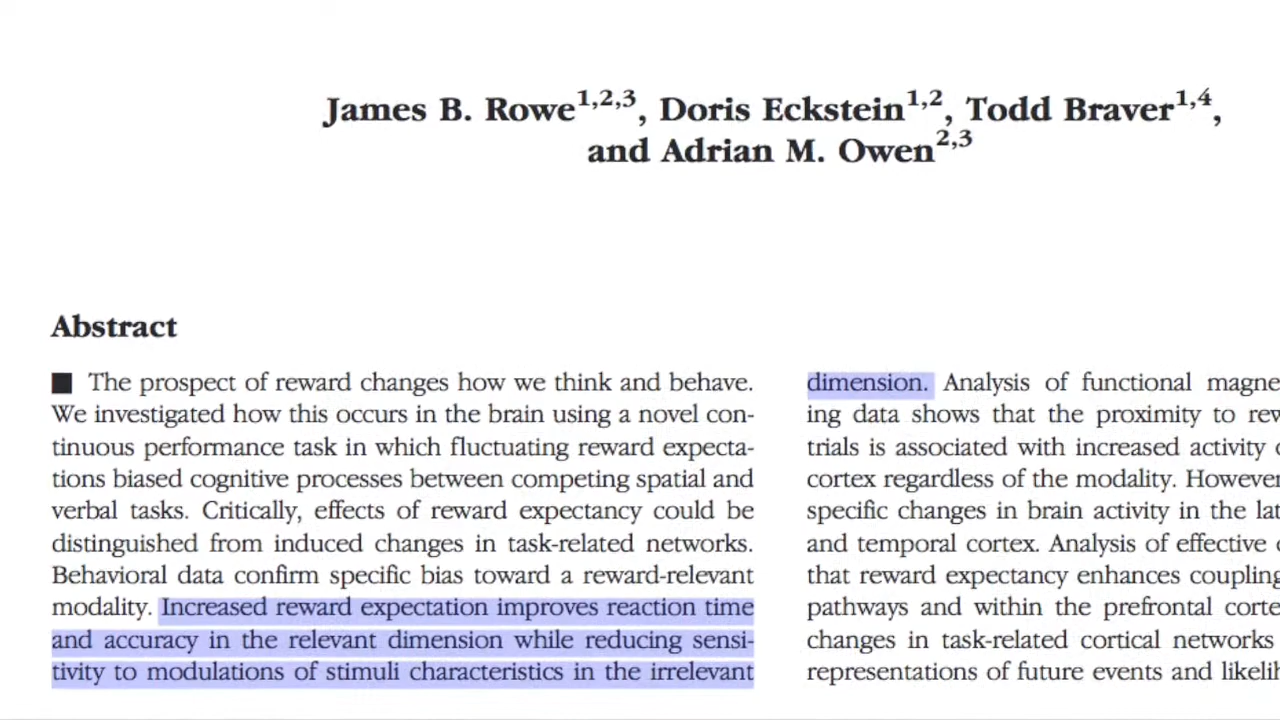 James B. Rowe1,2,3, Doris Eckstein1,2, Todd Braver1,4,
and Adrian M. Owen2,3
Abstract
■ The prospect of reward changes how we think and behave.
We investigated how this occurs in the brain using a novel con-
tinuous performance task in which fluctuating reward expecta-
tions biased cognitive processes between competing spatial and
verbal tasks. Critically, effects of reward expectancy could be
distinguished from induced changes in task-related networks.
Behavioral data confirm specific bias toward a reward-relevant
modality. Increased reward expectation improves reaction time
and accuracy in the relevant dimension while reducing sensi-
tivity to modulations of stimuli characteristics in the irrelevant
dimension. Analysis of functional magne
ing data shows that the proximity to rew
trials is associated with increased activity
cortex regardless of the modality. However
specific changes in brain activity in the lat
and temporal cortex. Analysis of effective
that reward expectancy enhances coupling
pathways and within the prefrontal corte
changes in task-related cortical networks
representations of future events and likelih